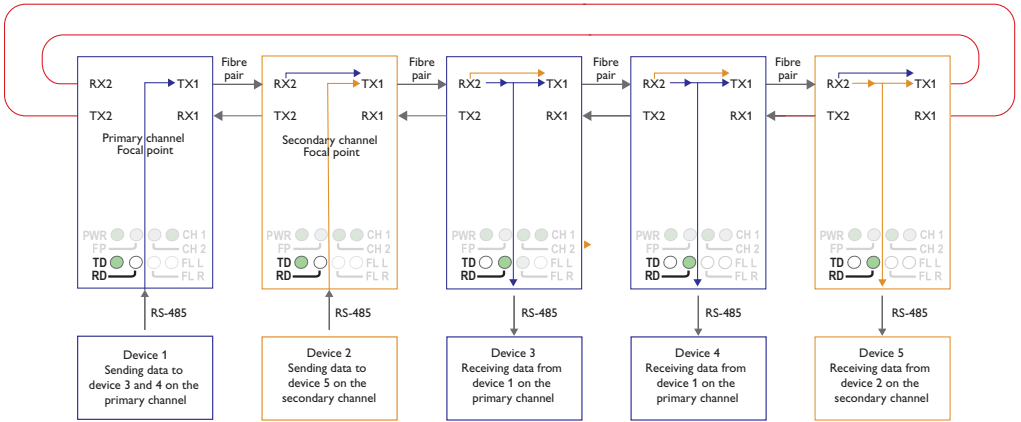 Fibre
pair
Fibre
pair
Fibre
pair
Fibre
pair
RX2
TX1
TX2
RX1
Primary channel
Focal point
PWR
CH 1
FP
CH 2
TD
FL L
RD
FL R
RX2
TX1
TX2
RX1
Secondary channel
Focal point
PWR
CH 1
FP
CH 2
TD
FL L
RD
FL R
RX2
TX1
TX2
RX1
PWR
CH 1
FP
CH 2
TD
FL L
RD
FL R
RX2
TX1
TX2
RX1
PWR
CH 1
FP
CH 2
TD
FL L
RD
FL R
RX2
TX1
TX2
RX1
PWR
CH 1
FP
CH 2
TD
FL L
RD
FL R
RS-485
RS-485
RS-485
RS-485
RS-485
Device 1
Sending data to
device 3 and 4 on the
primary channel
Device 2
Sending data to
device 5 on the
secondary channel
Device 3
Receiving data from
device 1 on the
primary channel
Device 4
Receiving data from
device 1 on the
primary channel
Device 5
Receiving data from
device 2 on the
secondary channel